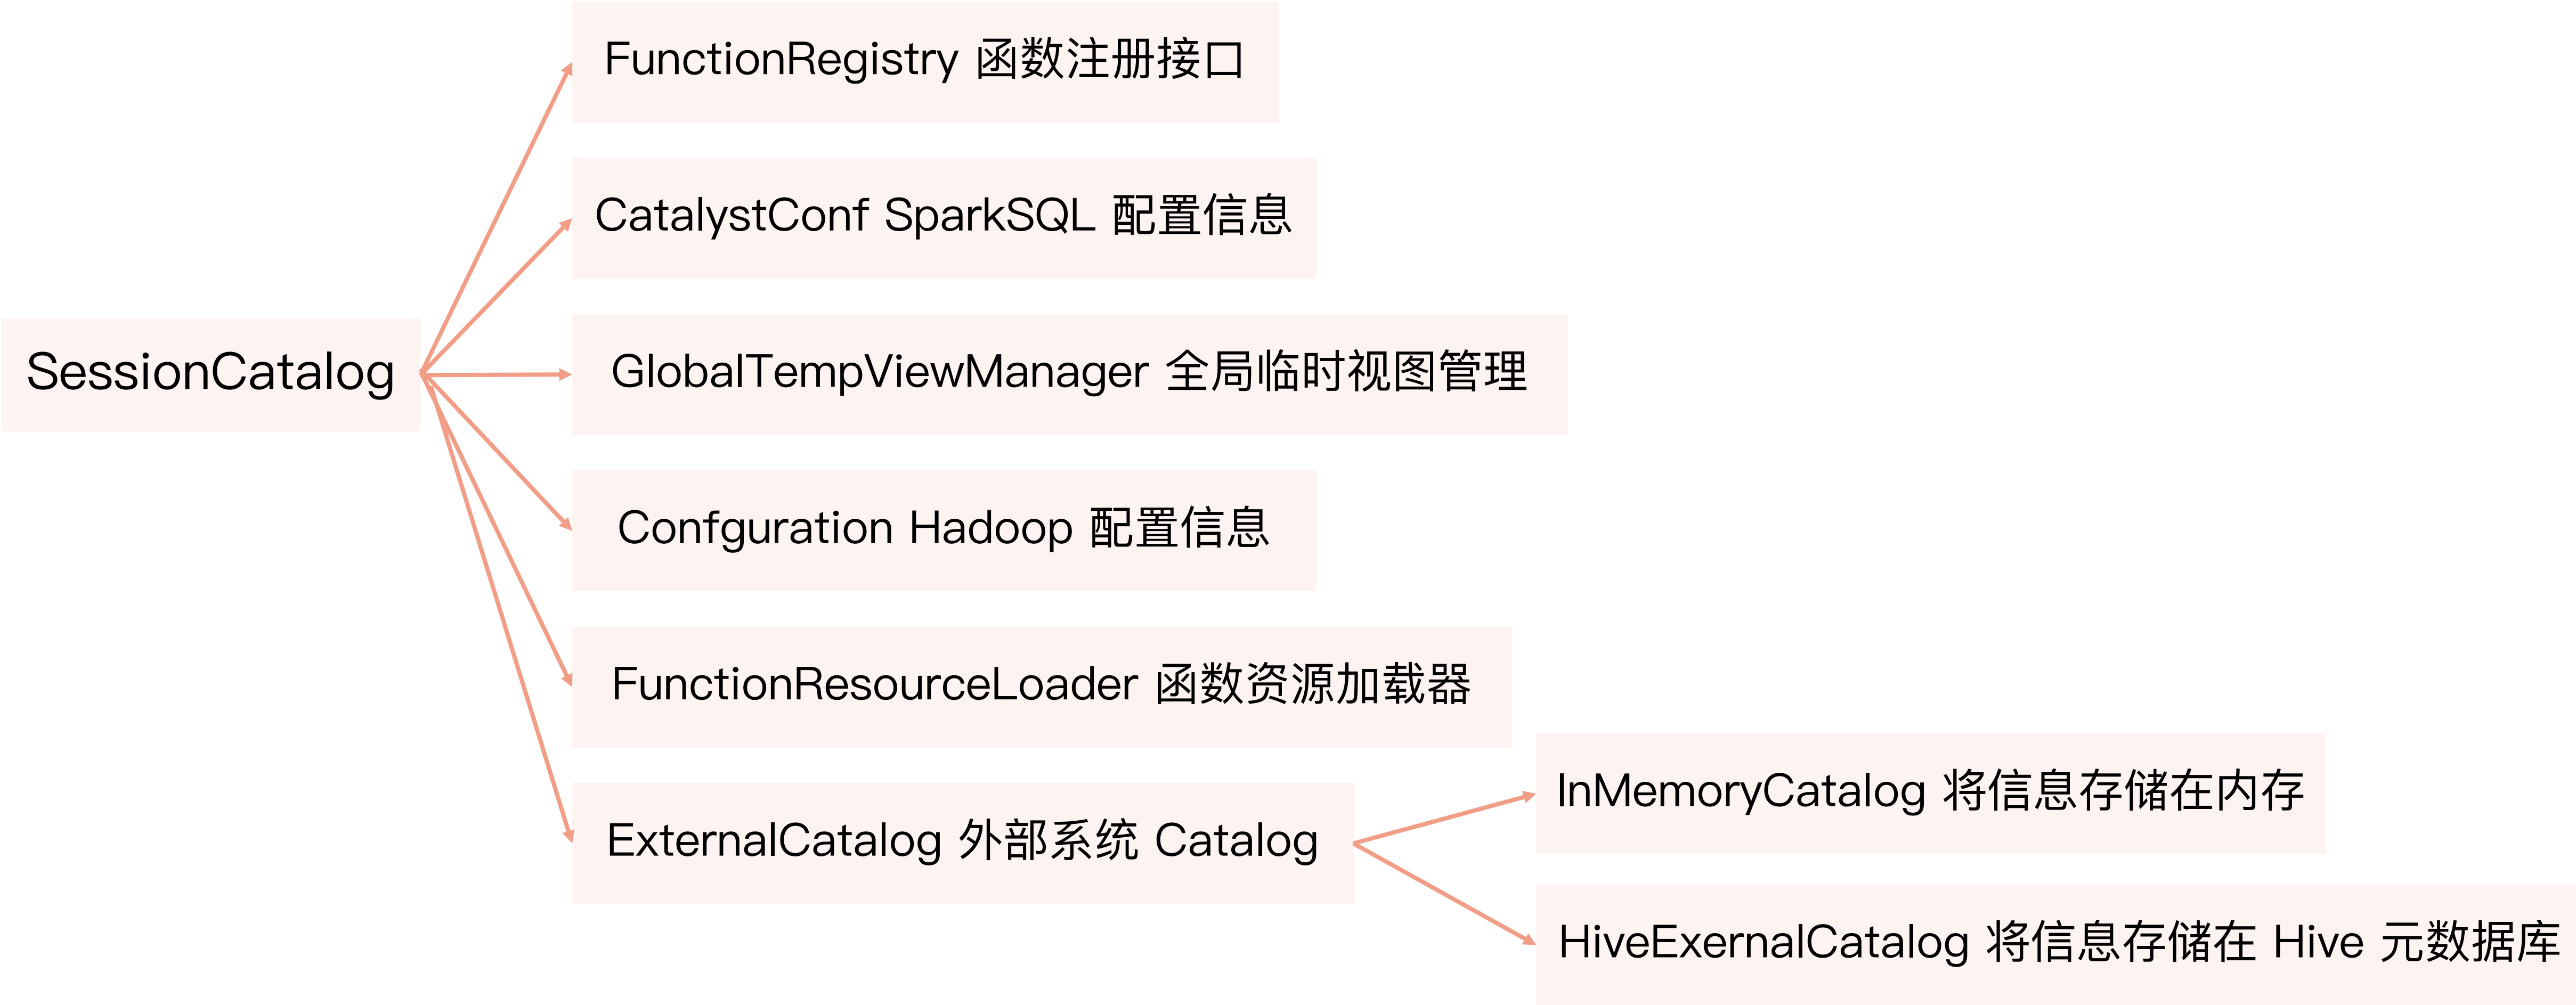 FunctionRegistry 函数注册接口
CatalystConf SparkSQL 配置信息
SessionCatalog
GlobalTempViewManager 全局临时视图管理
Confguration Hadoop 配置信息
FunctionResourceLoader 函数资源加载器
InMemoryCatalog 将信息存储在内存
ExternalCatalog 外部系统 Catalog
HiveExernalCatalog 将信息存储在 Hive 元数据库